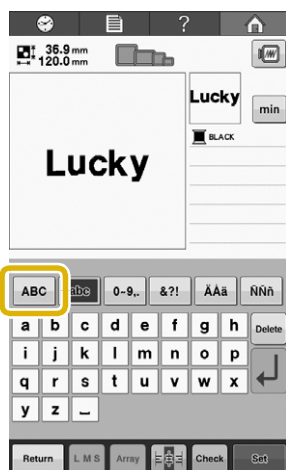 ?
36.9 mm
120.0 mm
Lucky
min
BLACK
Lucky
ABC abc 0~9,. &?! ÄÀä ÑÑñ
a b c d e f g h Delete
i j k l m n o p
q r s t u v w x
y z
Return L M S Array Check Set